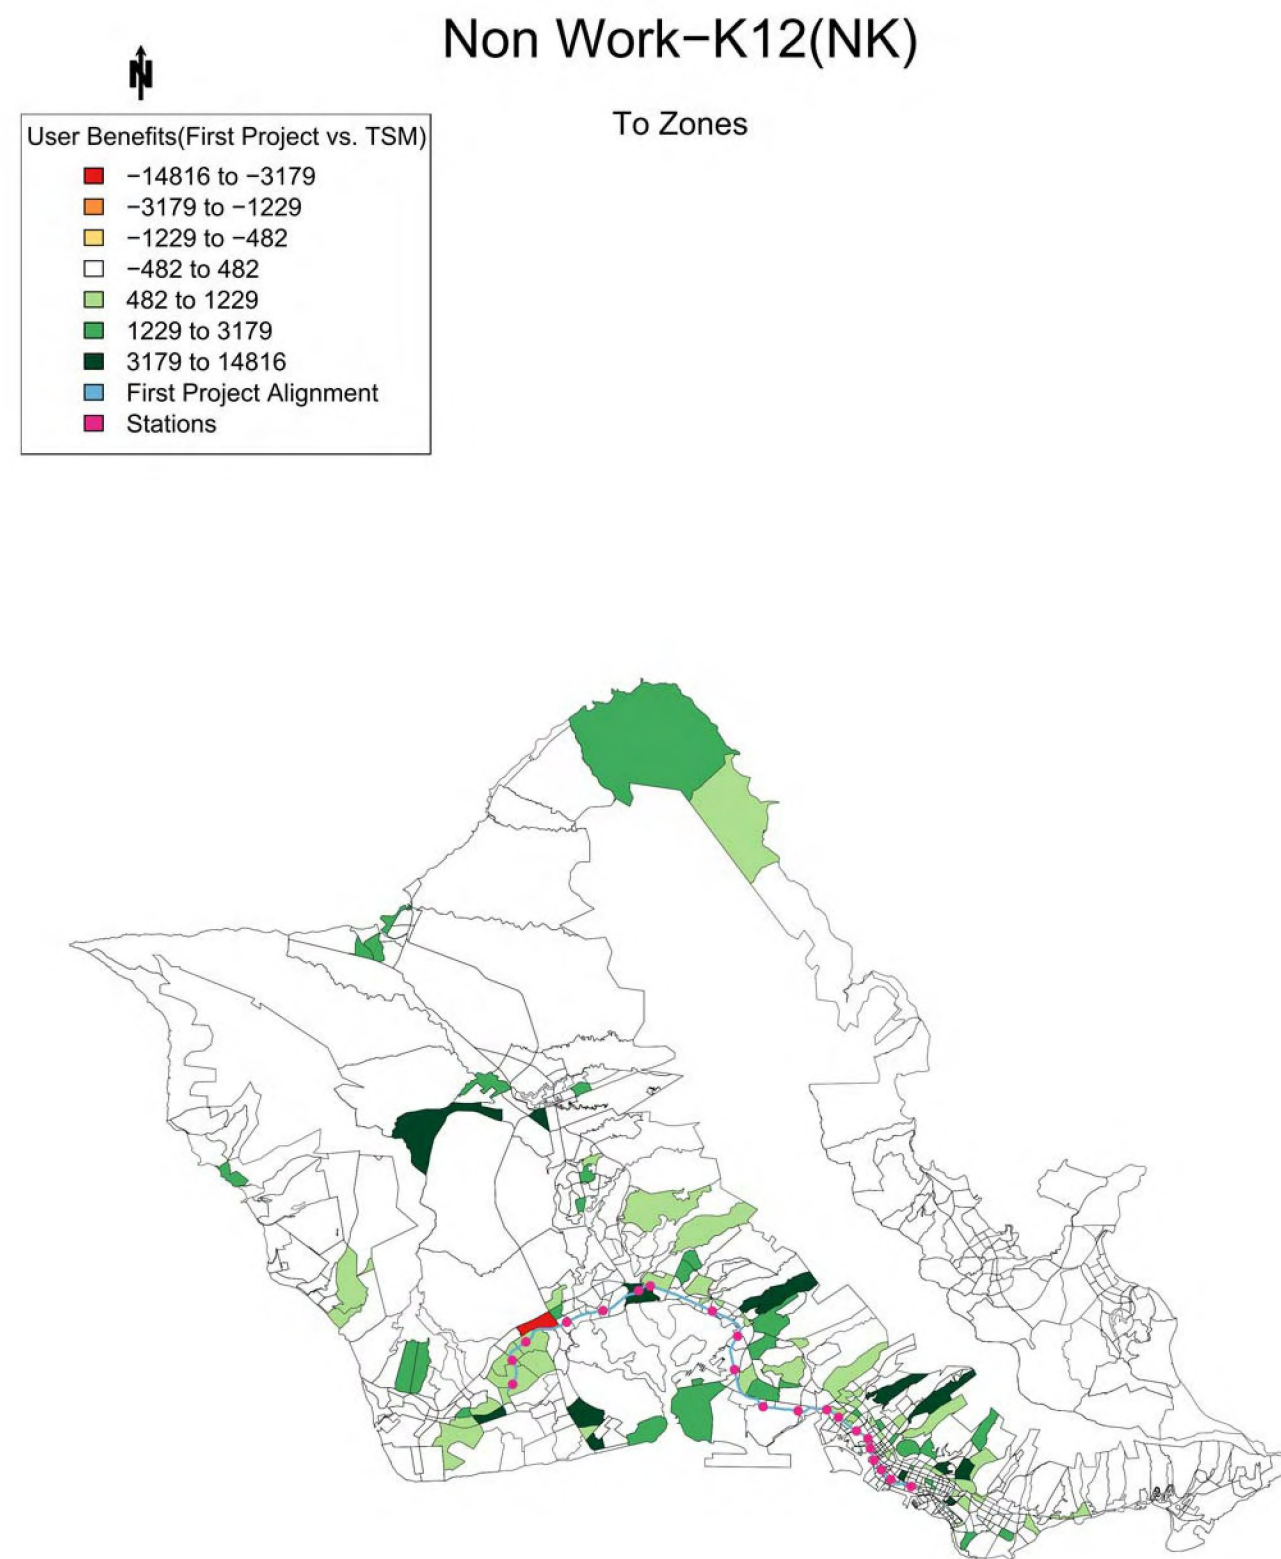 Non Work−K12(NK)
N
To Zones
User Benefits(First Project vs. TSM)
−14816 to −3179
−3179 to −1229
−1229 to −482
−482 to 482
482 to 1229
1229 to 3179
3179 to 14816
First Project Alignment
Stations